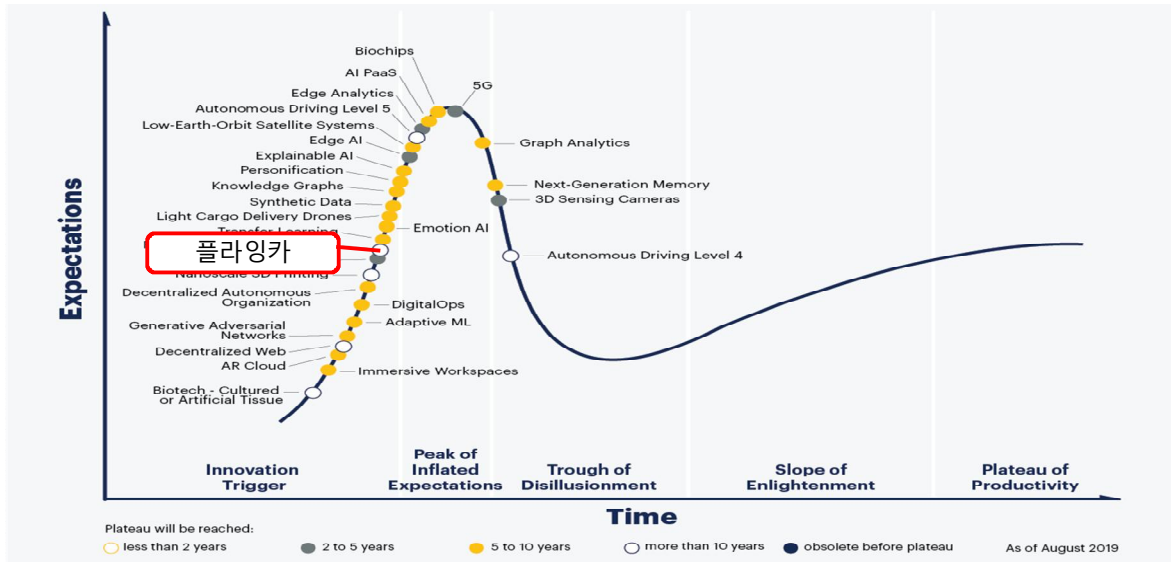 Biochips
AI PaaS
5G
Edge Analytics
Autonomous Driving Level 5
Low-Earth-Orbit Satellite Systems
Edge AI
Graph Analytics
Explainable AI
Personification
Knowledge Graphs
Next-Generation Memory
Synthetic Data
3D Sensing Cameras
Light Cargo Delivery Drones
Transfer Learning
Emotion AI
플라잉카
Autonomous Driving Level 4
Nanoscale 3D Printing
Decentralized Autonomous
Organization
DigitalOps
Generative Adversarial
Networks
Adaptive ML
Decentralized Web
AR Cloud
Immersive Workspaces
Biotech - Cultured
or Artificial Tissue
Expectations
Innovation
Trigger
Peak of
Inflated
Expectations
Trough of
Disillusionment
Slope of
Enlightenment
Plateau of
Productivity
Time
Plateau will be reached:
less than 2 years
2 to 5 years
5 to 10 years
more than 10 years
obsolete before plateau
As of August 2019